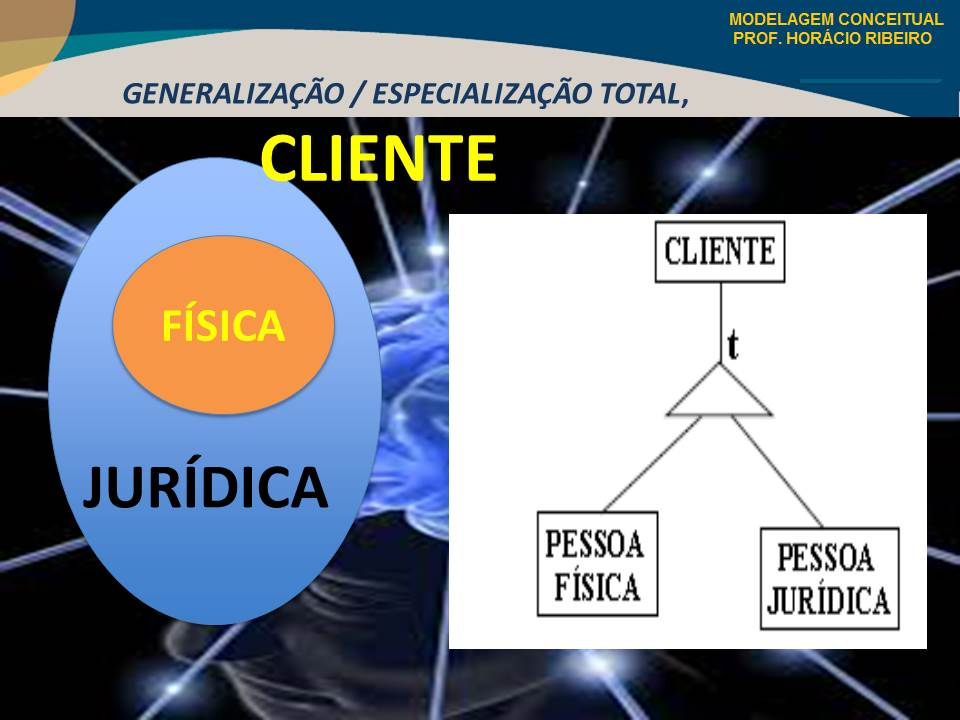 MODELAGEM CONCEITUAL
PROF. HORÁCIO RIBEIRO
GENERALIZAÇÃO / ESPECIALIZAÇÃO TOTAL,
CLIENTE
FÍSICA
JURÍDICA
CLIENTE
t
PESSOA
FÍSICA
PESSOA
JURÍDICA